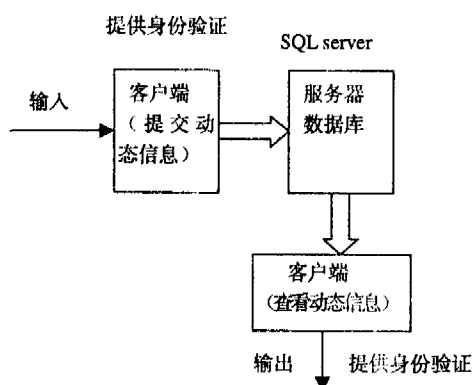 提供身份验证
SQL server
输入
客户端
（提交动
态信息）
服务器
数据库
客户端
（查看动态信息）
输出
提供身份验证